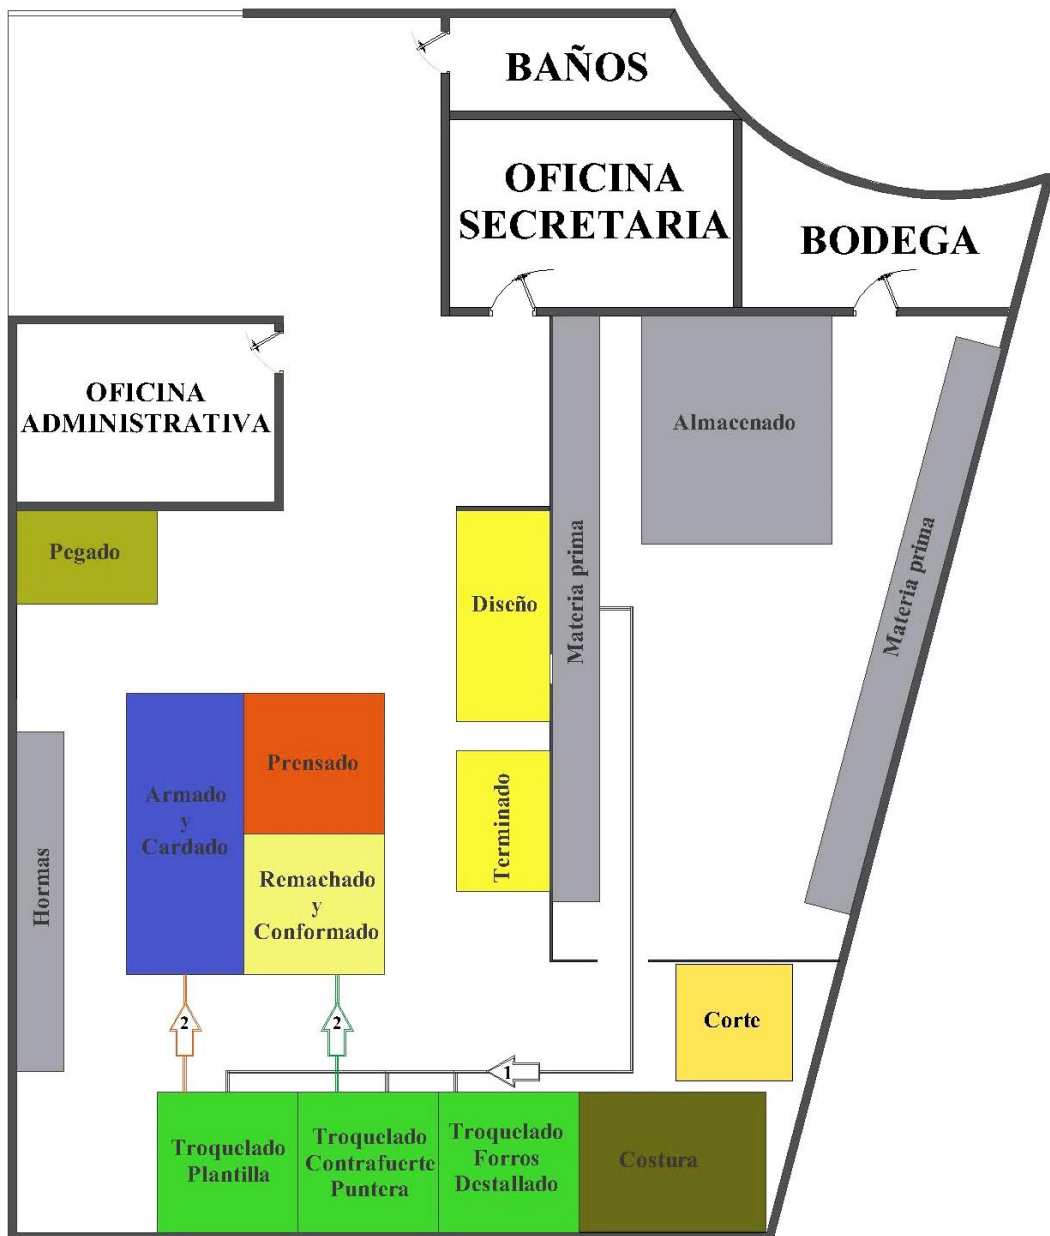 BAÑOS
OFICINA
SECRETARIA
BODEGA
OFICINA
ADMINISTRATIVA
Almacenado
Materia prima
Materia prima
Pegado
Diseño
Armado
y
Cardado
Prensado
Terminado
Remachado
y
Conformado
Hormas
2
2
1
Corte
Troquelado
Plantilla
Troquelado
Contrafuerte
Puntera
Troquelado
Forros
Destallado
Costura